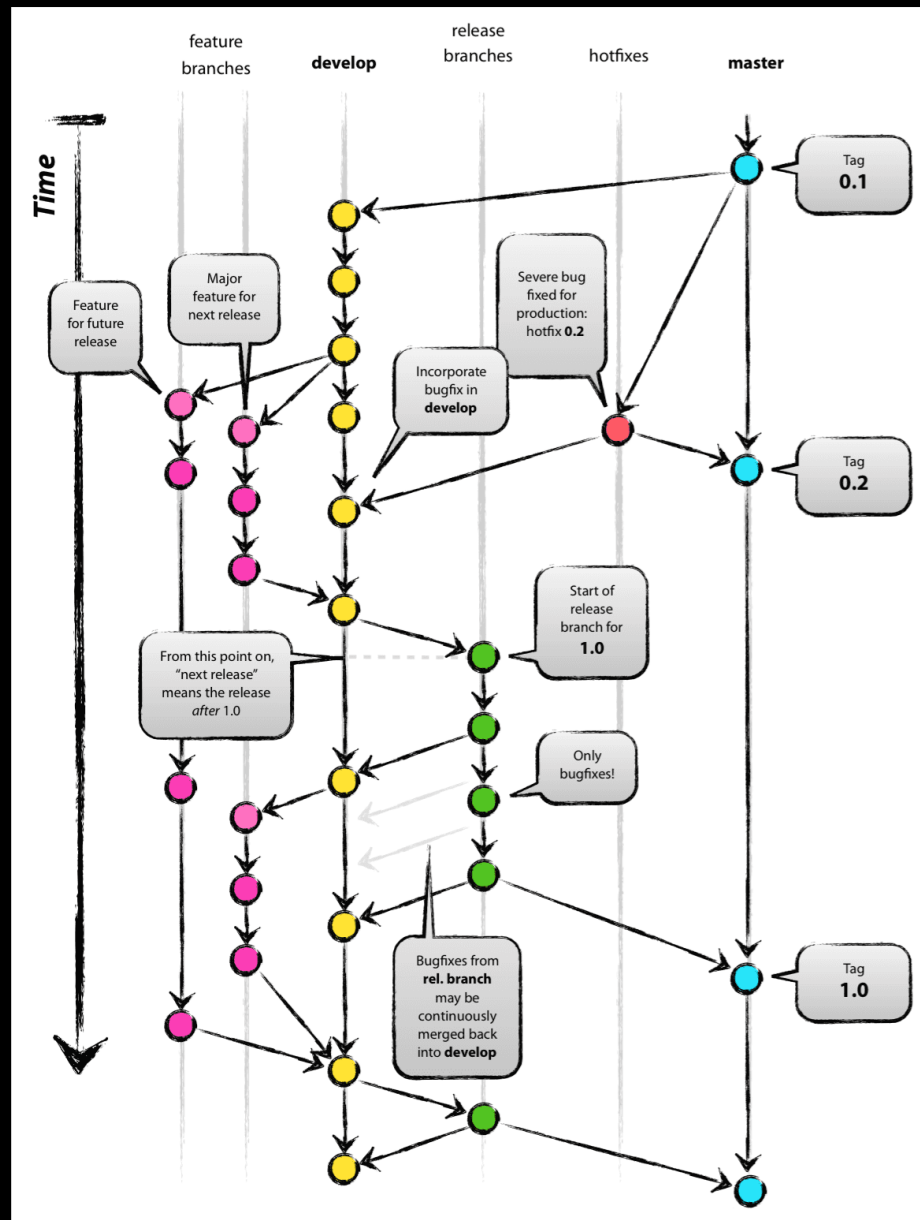 feature
branches
develop
release
branches
hotfixes
master
Time
Tag
0.1
Major
feature for
next release
Severe bug
fixed for
production:
hotfix 0.2
Feature
for future
release
Incorporate
bugfix in
develop
Tag
0.2
Start of
release
branch for
1.0
From this point on,
“next release”
means the release
after 1.0
Only
bugfixes!
Bugfixes from
rel. branch
may be
continuously
merged back
into develop
Tag
1.0